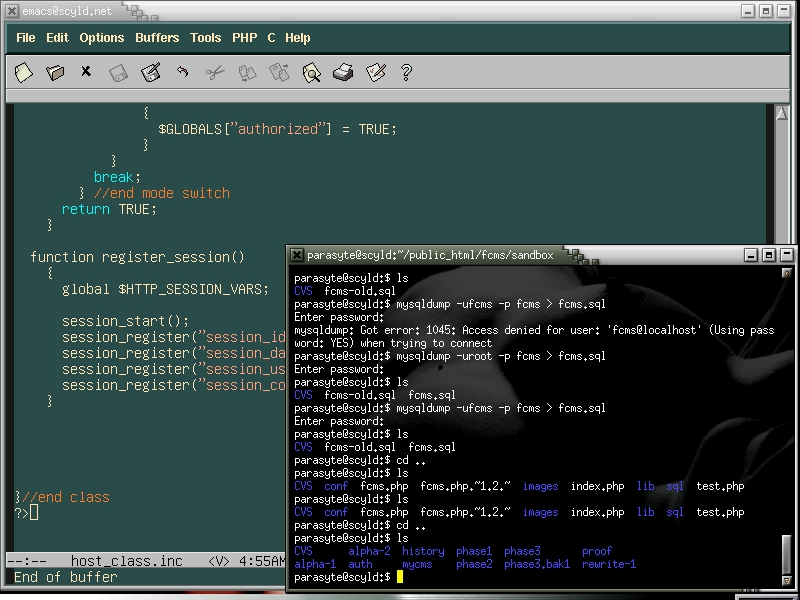 emacs@scyld.net
File Edit Options Buffers Tools PHP C Help
{
$GLOBALS["authorized"] = TRUE;
}
}
break;
} //end mode switch
return TRUE;
}
function register_session()
{
global $HTTP_SESSION_VARS;
session_start();
session_register("session_id
session_register("session_da
session_register("session_us
session_register("session_co
}
}//end class
?>
--:-- host_class.inc <V> 4:55AM
End of buffer
parasyte@scyld:~/public_html/fcms/sandbox
parasyte@scyld:$ ls
CVS fcms-old.sql
parasyte@scyld:$ mysqldump -ufcms -p fcms > fcms.sql
Enter password:
mysqldump: Got error: 1045: Access denied for user: 'fcms@localhost' (Using pass
word: YES) when trying to connect
parasyte@scyld:$ mysqldump -uroot -p fcms > fcms.sql
Enter password:
parasyte@scyld:$ ls
CVS fcms-old.sql fcms.sql
parasyte@scyld:$ mysqldump -ufcms -p fcms > fcms.sql
Enter password:
parasyte@scyld:$ ls
CVS fcms-old.sql fcms.sql
parasyte@scyld:$ cd ..
parasyte@scyld:$ ls
CVS conf fcms.php fcms.php.~1.2.~ images index.php lib sql test.php
parasyte@scyld:$ ls
CVS conf fcms.php fcms.php.~1.2.~ images index.php lib sql test.php
parasyte@scyld:$ cd ..
parasyte@scyld:$ ls
CVS alpha-2 history phase1 phase3 proof
alpha-1 auth mycms phase2 phase3.bak1 rewrite-1
parasyte@scyld:$